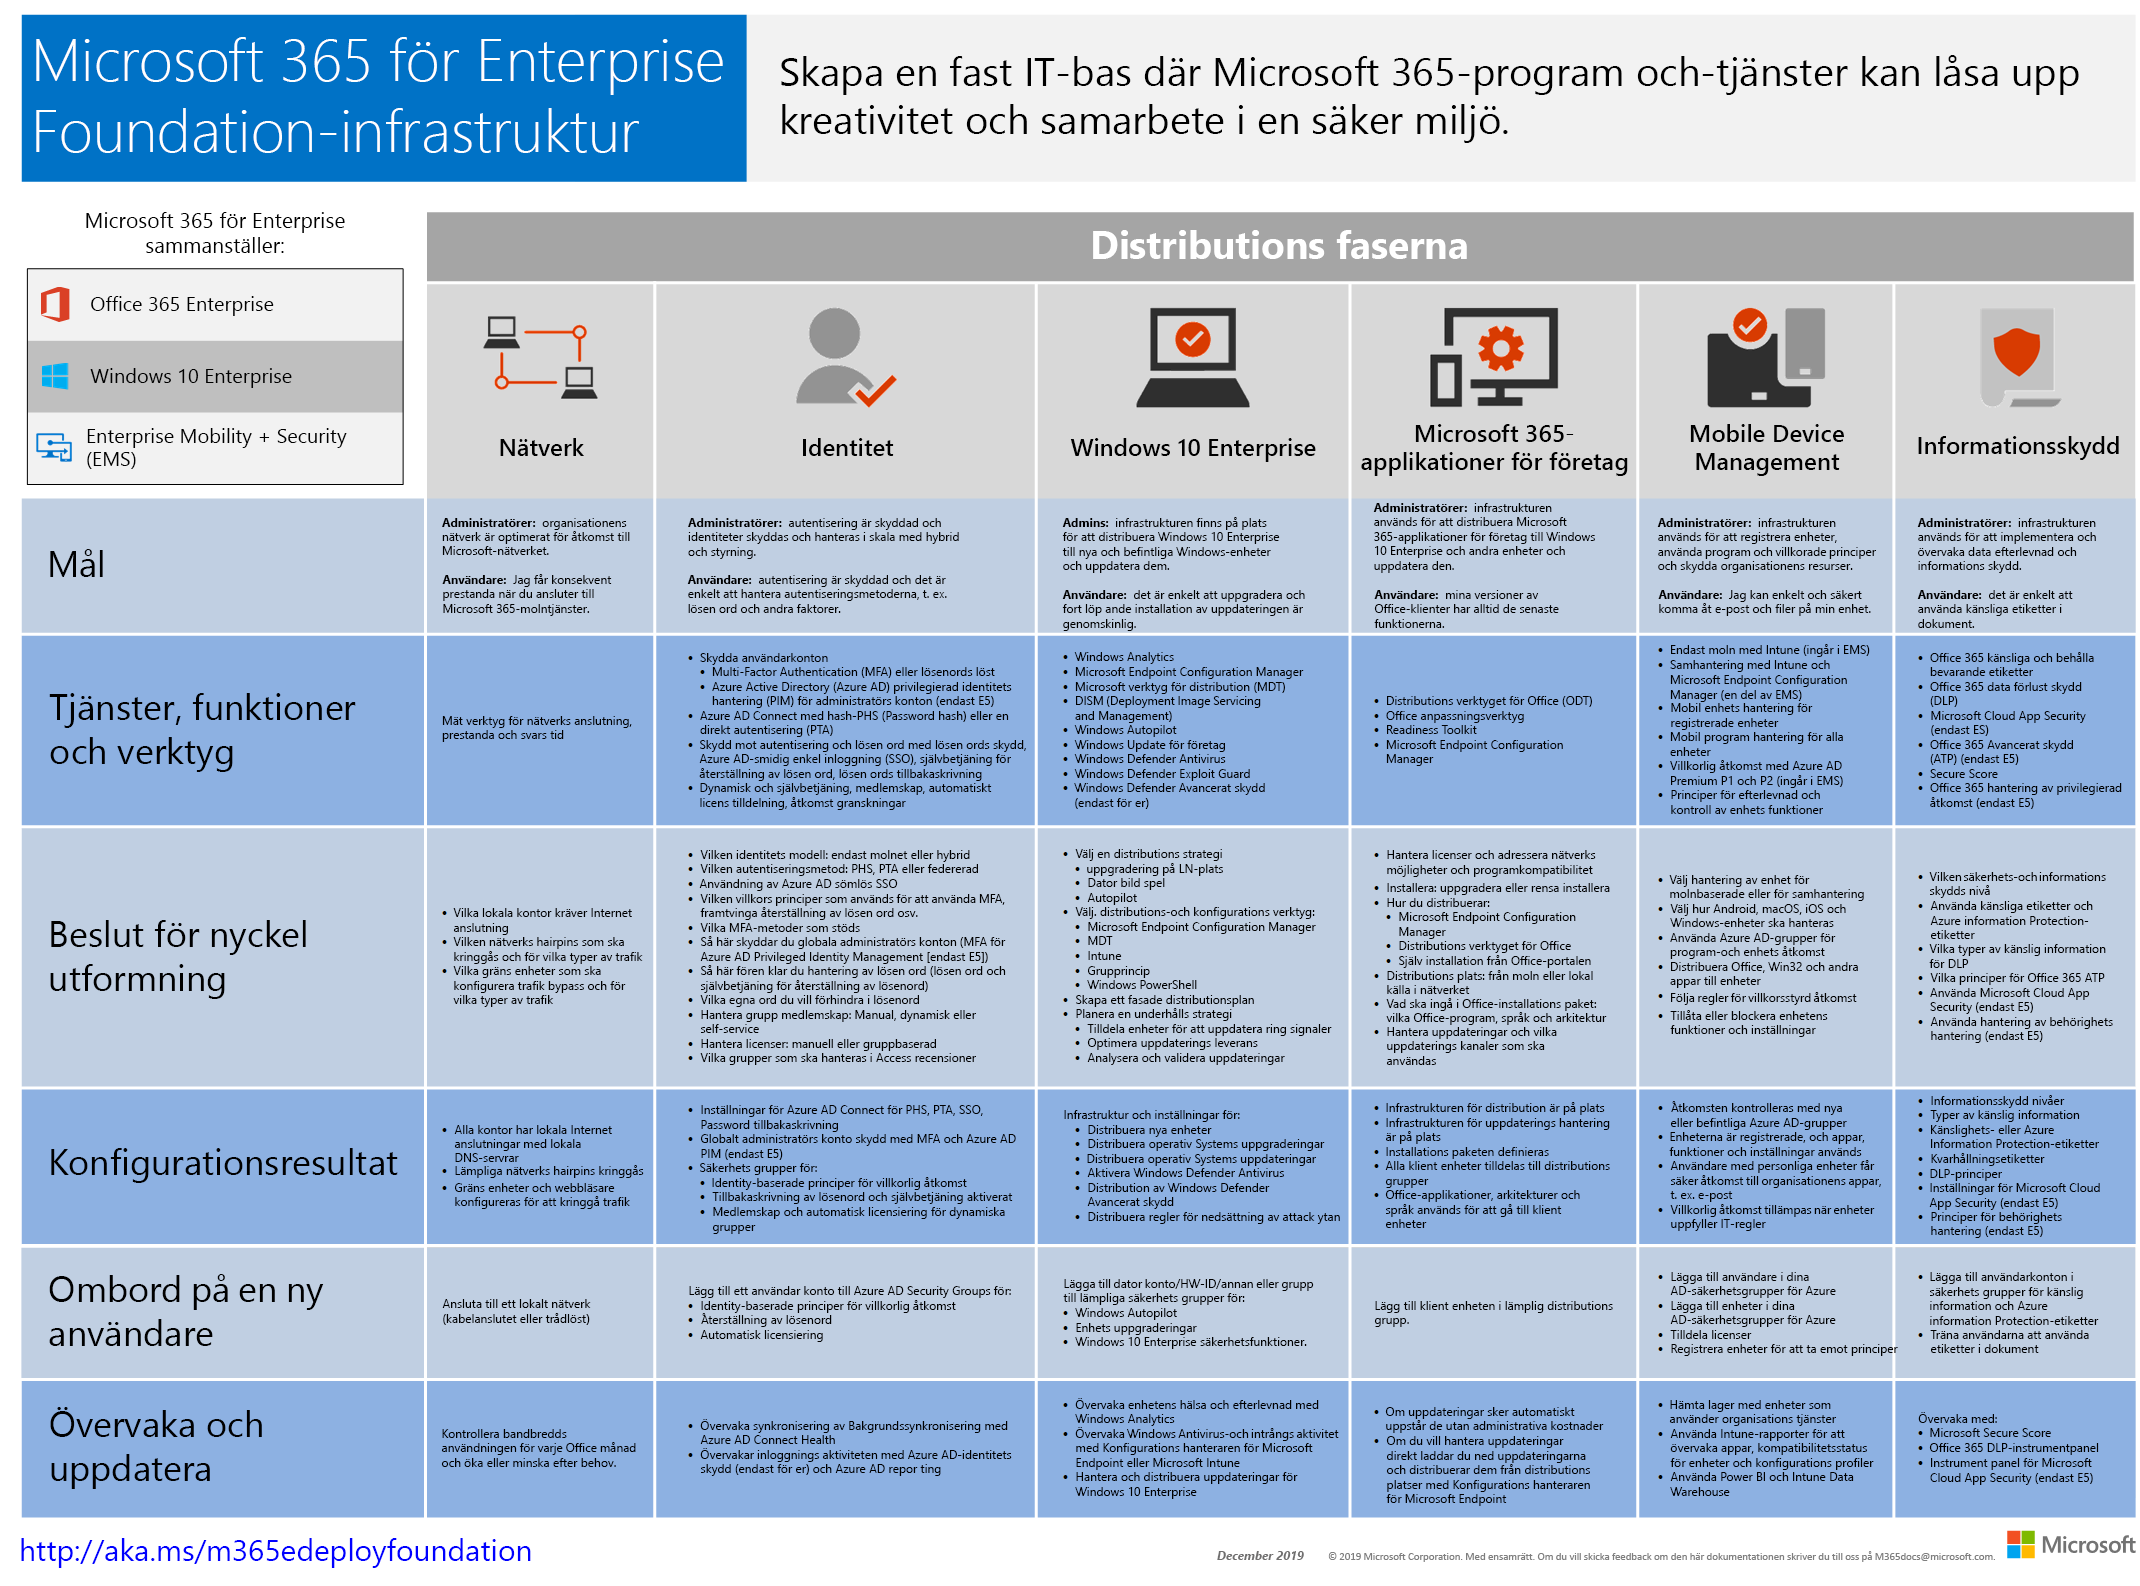 Microsoft 365 för Enterprise
Foundation-infrastruktur
Skapa en fast IT-bas där Microsoft 365-program och-tjänster kan låsa upp
kreativitet och samarbete i en säker miljö.
Microsoft 365 för Enterprise
sammanställer:
Office 365 Enterprise
Windows 10 Enterprise
Enterprise Mobility + Security
(EMS)
Distributions faserna
Nätverk
Identitet
Windows 10 Enterprise
Microsoft 365-
applikationer för företag
Mobile Device
Management
Informationsskydd
Mål
Administratörer: organisationens
nätverk är optimerat för åtkomst till
Microsoft-nätverket.
Användare: Jag får konsekvent
prestanda när du ansluter till
Microsoft 365-molntjänster.
Administratörer: autentisering är skyddad och
identiteter skyddas och hanteras i skala med hybrid
och styrning.
Användare: autentisering är skyddad och det är
enkelt att hantera autentiseringsmetoderna, t. ex.
lösen ord och andra faktorer.
Admins: infrastrukturen finns på plats
för att distribuera Windows 10 Enterprise
till nya och befintliga Windows-enheter
och uppdatera dem.
Användare: det är enkelt att uppgradera och
fort löp ande installation av uppdateringen är
genomskinlig.
Administratörer: infrastrukturen
används för att distribuera Microsoft
365-applikationer för företag till Windows
10 Enterprise och andra enheter och
uppdatera den.
Användare: mina versioner av
Office-klienter har alltid de senaste
funktionerna.
Administratörer: infrastrukturen
används för att registrera enheter,
använda program och villkorade principer
och skydda organisationens resurser.
Användare: Jag kan enkelt och säkert
komma åt e-post och filer på min enhet.
Administratörer: infrastrukturen
används för att implementera och
övervaka data efterlevnad och
informations skydd.
Användare: det är enkelt att
använda känsliga etiketter i
dokument.
Tjänster, funktioner
och verktyg
Mät verktyg för nätverks anslutning,
prestanda och svars tid
• Skydda användarkonton
• Multi-Factor Authentication (MFA) eller lösenords löst
• Azure Active Directory (Azure AD) privilegierad identitets
hantering (PIM) för administratörs konton (endast E5)
• Azure AD Connect med hash-PHS (Password hash) eller en
direkt autentisering (PTA)
• Skydd mot autentisering och lösen ord med lösen ords skydd,
Azure AD-smidig enkel inloggning (SSO), självbetjäning för
återställning av lösen ord, lösen ords tillbakaskrivning
• Dynamisk och självbetjäning, medlemskap, automatiskt
licens tilldelning, åtkomst granskningar
• Windows Analytics
• Microsoft Endpoint Configuration Manager
• Microsoft verktyg för distribution (MDT)
• DISM (Deployment Image Servicing
and Management)
• Windows Autopilot
• Windows Update för företag
• Windows Defender Antivirus
• Windows Defender Exploit Guard
• Windows Defender Avancerat skydd
(endast för er)
• Distributions verktyget för Office (ODT)
• Office anpassningsverktyg
• Readiness Toolkit
• Microsoft Endpoint Configuration
Manager
• Endast moln med Intune (ingår i EMS)
• Samhantering med Intune och
Microsoft Endpoint Configuration
Manager (en del av EMS)
• Mobil enhets hantering för
registrerade enheter
• Mobil program hantering för alla
enheter
• Villkorlig åtkomst med Azure AD
Premium P1 och P2 (ingår i EMS)
• Principer för efterlevnad och
kontroll av enhets funktioner
• Office 365 känsliga och behålla
bevarande etiketter
• Office 365 data förlust skydd
(DLP)
• Microsoft Cloud App Security
(endast ES)
• Office 365 Avancerat skydd
(ATP) (endast E5)
• Secure Score
• Office 365 hantering av privilegierad
åtkomst (endast E5)
Beslut för nyckel
utformning
• Vilka lokala kontor kräver Internet
anslutning
• Vilken nätverks hairpins som ska
kringgås och för vilka typer av trafik
• Vilka gräns enheter som ska
konfigurera trafik bypass och för
vilka typer av trafik
• Vilken identitets modell: endast molnet eller hybrid
• Vilken autentiseringsmetod: PHS, PTA eller federerad
• Användning av Azure AD sömlös SSO
• Vilken villkors principer som används för att använda MFA,
framtvinga återställning av lösen ord osv.
• Vilka MFA-metoder som stöds
• Så här skyddar du globala administratörs konton (MFA för
Azure AD Privileged Identity Management [endast E5])
• Så här fören klar du hantering av lösen ord (lösen ord och
självbetjäning för återställning av lösenord)
• Vilka egna ord du vill förhindra i lösenord
• Hantera grupp medlemskap: Manual, dynamisk eller
self-service
• Hantera licenser: manuell eller gruppbaserad
• Vilka grupper som ska hanteras i Access recensioner
• Välj en distributions strategi
• uppgradering på LN-plats
• Dator bild spel
• Autopilot
• Välj. distributions-och konfigurations verktyg:
• Microsoft Endpoint Configuration Manager
• MDT
• Intune
• Grupprincip
• Windows PowerShell
• Skapa ett fasade distributionsplan
• Planera en underhålls strategi
• Tilldela enheter för att uppdatera ring signaler
• Optimera uppdaterings leverans
• Analysera och validera uppdateringar
• Hantera licenser och adressera nätverks
möjligheter och programkompatibilitet
• Installera: uppgradera eller rensa installera
• Hur du distribuerar:
• Microsoft Endpoint Configuration
Manager
• Distributions verktyget för Office
• Själv installation från Office-portalen
• Distributions plats: från moln eller lokal
källa i nätverket
• Vad ska ingå i Office-installations paket:
vilka Office-program, språk och arkitektur
• Hantera uppdateringar och vilka
uppdaterings kanaler som ska
användas
• Välj hantering av enhet för
molnbaserade eller för samhantering
• Välj hur Android, macOS, iOS och
Windows-enheter ska hanteras
• Använda Azure AD-grupper för
program-och enhets åtkomst
• Distribuera Office, Win32 och andra
appar till enheter
• Följa regler för villkorsstyrd åtkomst
• Tillåta eller blockera enhetens
funktioner och inställningar
• Vilken säkerhets-och informations
skydds nivå
• Använda känsliga etiketter och
Azure information Protection-
etiketter
• Vilka typer av känslig information
för DLP
• Vilka principer för Office 365 ATP
• Använda Microsoft Cloud App
Security (endast E5)
• Använda hantering av behörighets
hantering (endast E5)
Konfigurationsresultat
• Alla kontor har lokala Internet
anslutningar med lokala
DNS-servrar
• Lämpliga nätverks hairpins kringgås
• Gräns enheter och webbläsare
konfigureras för att kringgå trafik
• Inställningar för Azure AD Connect för PHS, PTA, SSO,
Password tillbakaskrivning
• Globalt administratörs konto skydd med MFA och Azure AD
PIM (endast E5)
• Säkerhets grupper för:
• Identity-baserade principer för villkorlig åtkomst
• Tillbakaskrivning av lösenord och självbetjäning aktiverat
• Medlemskap och automatisk licensiering för dynamiska
grupper
Infrastruktur och inställningar för:
• Distribuera nya enheter
• Distribuera operativ Systems uppgraderingar
• Distribuera operativ Systems uppdateringar
• Aktivera Windows Defender Antivirus
• Distribution av Windows Defender
Avancerat skydd
• Distribuera regler för nedsättning av attack ytan
• Infrastrukturen för distribution är på plats
• Infrastrukturen för uppdaterings hantering
är på plats
• Installations paketen definieras
• Alla klient enheter tilldelas till distributions
grupper
• Office-applikationer, arkitekturer och
språk används för att gå till klient
enheter
• Åtkomsten kontrolleras med nya
eller befintliga Azure AD-grupper
• Enheterna är registrerade, och appar,
funktioner och inställningar används
• Användare med personliga enheter får
säker åtkomst till organisationens appar,
t. ex. e-post
• Villkorlig åtkomst tillämpas när enheter
uppfyller IT-regler
• Informationsskydd nivåer
• Typer av känslig information
• Känslighets- eller Azure
Information Protection-etiketter
• Kvarhållningsetiketter
• DLP-principer
• Inställningar för Microsoft Cloud
App Security (endast E5)
• Principer för behörighets
hantering (endast E5)
Ombord på en ny
användare
Ansluta till ett lokalt nätverk
(kabelanslutet eller trådlöst)
Lägg till ett användar konto till Azure AD Security Groups för:
• Identity-baserade principer för villkorlig åtkomst
• Återställning av lösenord
• Automatisk licensiering
Lägga till dator konto/HW-ID/annan eller grupp
till lämpliga säkerhets grupper för:
• Windows Autopilot
• Enhets uppgraderingar
• Windows 10 Enterprise säkerhetsfunktioner.
Lägg till klient enheten i lämplig distributions
grupp.
• Lägga till användare i dina
AD-säkerhetsgrupper för Azure
• Lägga till enheter i dina
AD-säkerhetsgrupper för Azure
• Tilldela licenser
• Registrera enheter för att ta emot principer
• Lägga till användarkonton i
säkerhets grupper för känslig
information och Azure
information Protection-etiketter
• Träna användarna att använda
etiketter i dokument
Övervaka och
uppdatera
Kontrollera bandbredds
användningen för varje Office månad
och öka eller minska efter behov.
• Övervaka synkronisering av Bakgrundssynkronisering med
Azure AD Connect Health
• Övervakar inloggnings aktiviteten med Azure AD-identitets
skydd (endast för er) och Azure AD repor ting
• Övervaka enhetens hälsa och efterlevnad med
Windows Analytics
• Övervaka Windows Antivirus-och intrångs aktivitet
med Konfigurations hanteraren för Microsoft
Endpoint eller Microsoft Intune
• Hantera och distribuera uppdateringar för
Windows 10 Enterprise
• Om uppdateringar sker automatiskt
uppstår de utan administrativa kostnader
• Om du vill hantera uppdateringar
direkt laddar du ned uppdateringarna
och distribuerar dem från distributions
platser med Konfigurations hanteraren
för Microsoft Endpoint
• Hämta lager med enheter som
använder organisations tjänster
• Använda Intune-rapporter för att
övervaka appar, kompatibilitetsstatus
för enheter och konfigurations profiler
• Använda Power BI och Intune Data
Warehouse
Övervaka med:
• Microsoft Secure Score
• Office 365 DLP-instrumentpanel
• Instrument panel för Microsoft
Cloud App Security (endast E5)
http://aka.ms/m365edeployfoundation
December 2019
© 2019 Microsoft Corporation. Med ensamrätt. Om du vill skicka feedback om den här dokumentationen skriver du till oss på M365docs@microsoft.com.
Microsoft